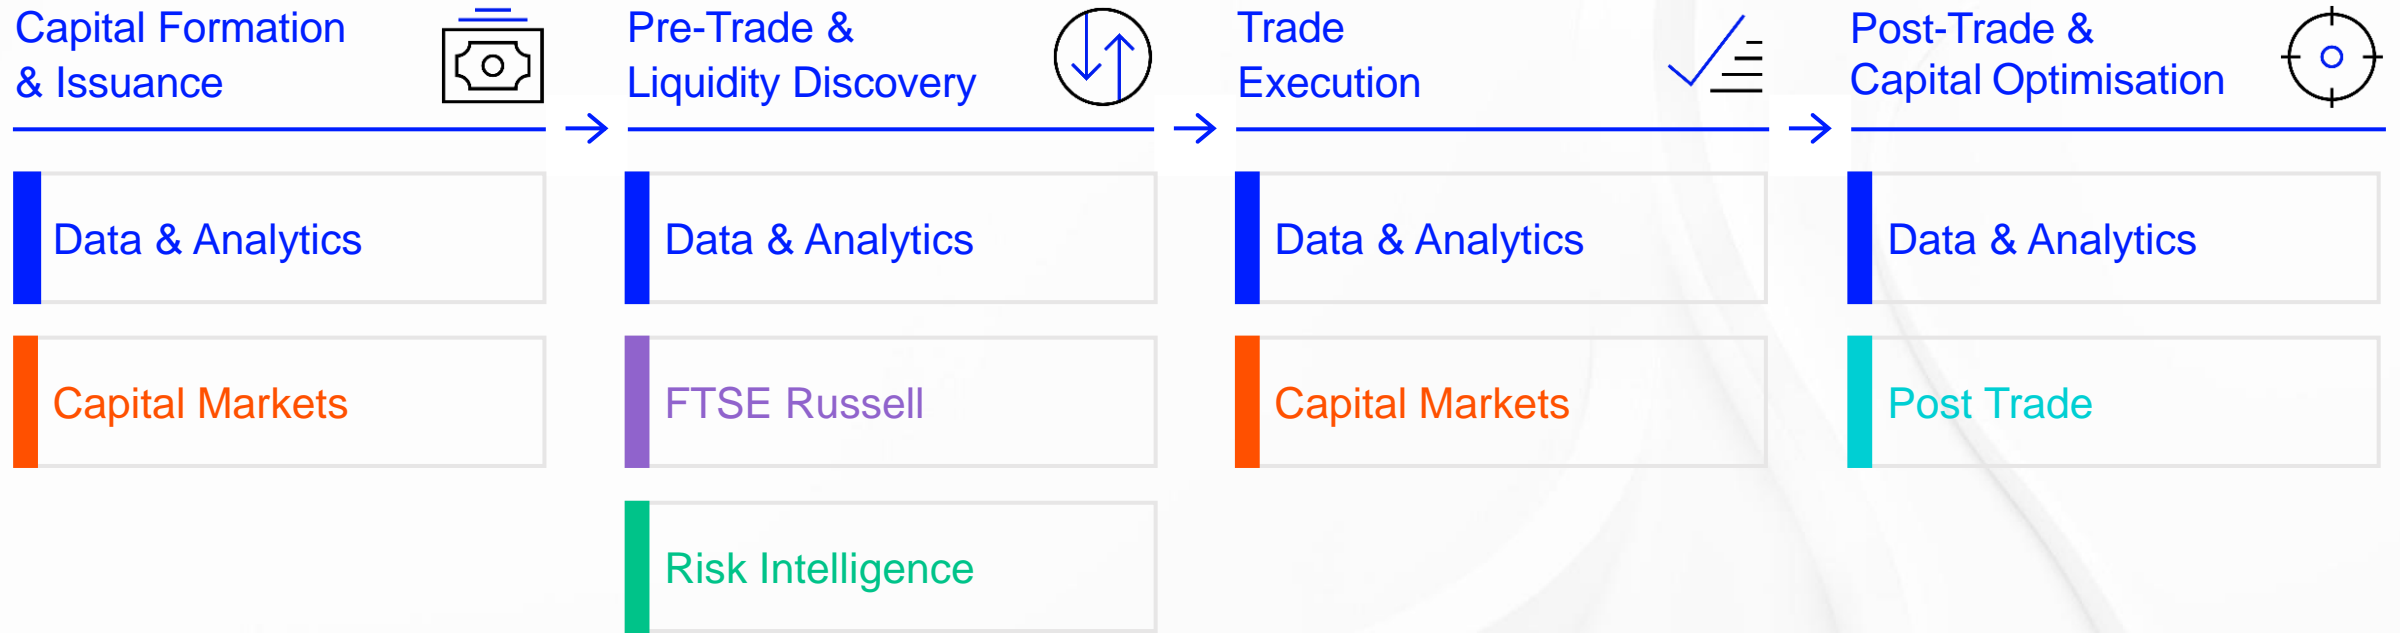 Capital Formation
& Issuance
Data & Analytics
Capital Markets
Pre-Trade &
Liquidity Discovery
Data & Analytics
FTSE Russell
Risk Intelligence
Trade
Execution
Data & Analytics
Capital Markets
Post-Trade &
Capital Optimisation
Data & Analytics
Post Trade